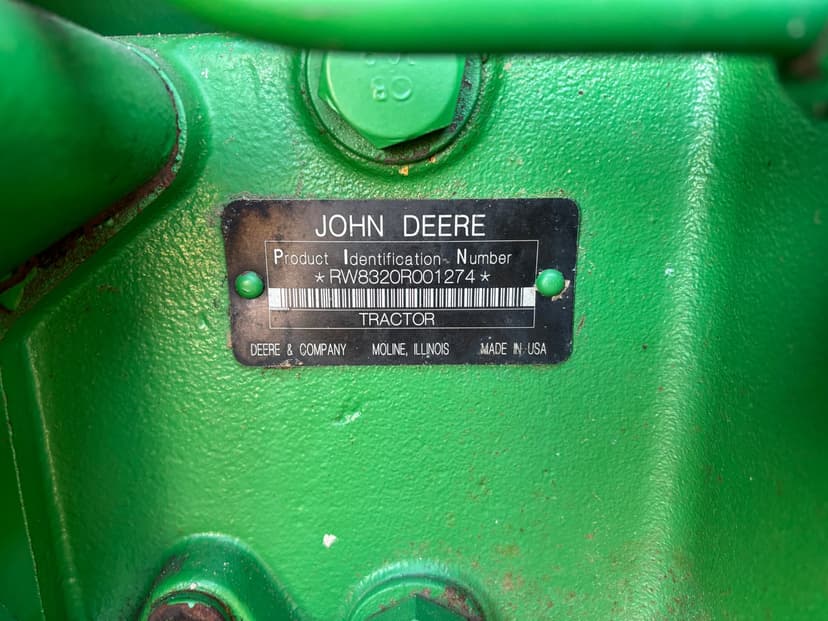 JOHN DEERE
Product Identification Number
*RW8320R001274*
TRACTOR
DEERE & COMPANY MOLINE, ILLINOIS MADE IN USA